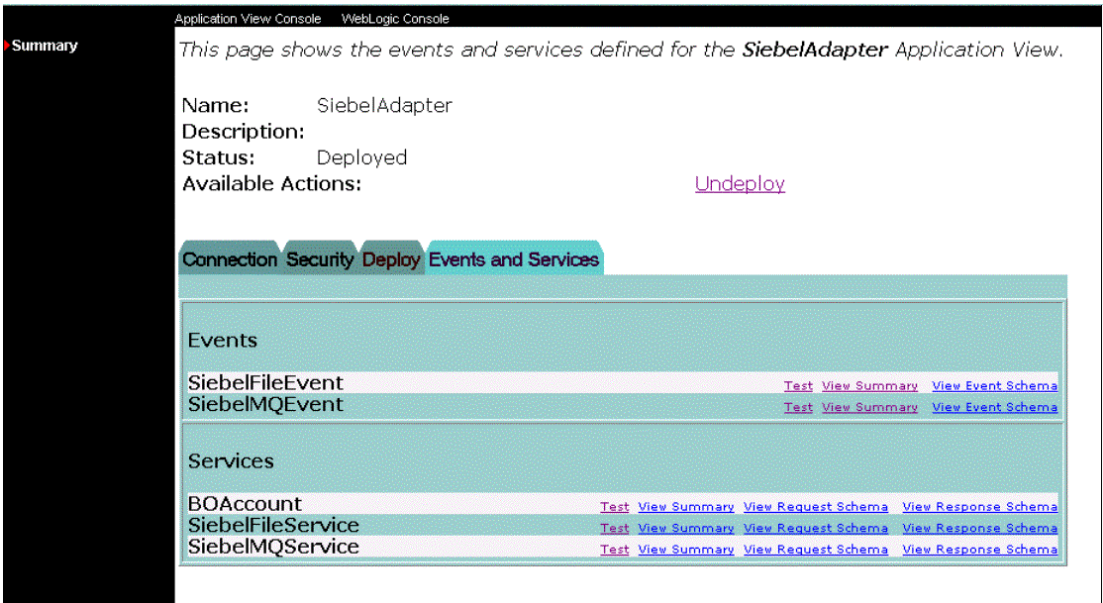 Application View Console WebLogic Console
Summary
This page shows the events and services defined for the SiebelAdapter Application View.
Name: SiebelAdapter
Description:
Status: Deployed
Available Actions: Undeploy
Connection Security Deploy Events and Services
Events
SiebelFileEvent Test View Summary View Event Schema
SiebelMQEvent Test View Summary View Event Schema
Services
BOAccount Test View Summary View Request Schema View Response Schema
SiebelFileService Test View Summary View Request Schema View Response Schema
SiebelMQService Test View Summary View Request Schema View Response Schema